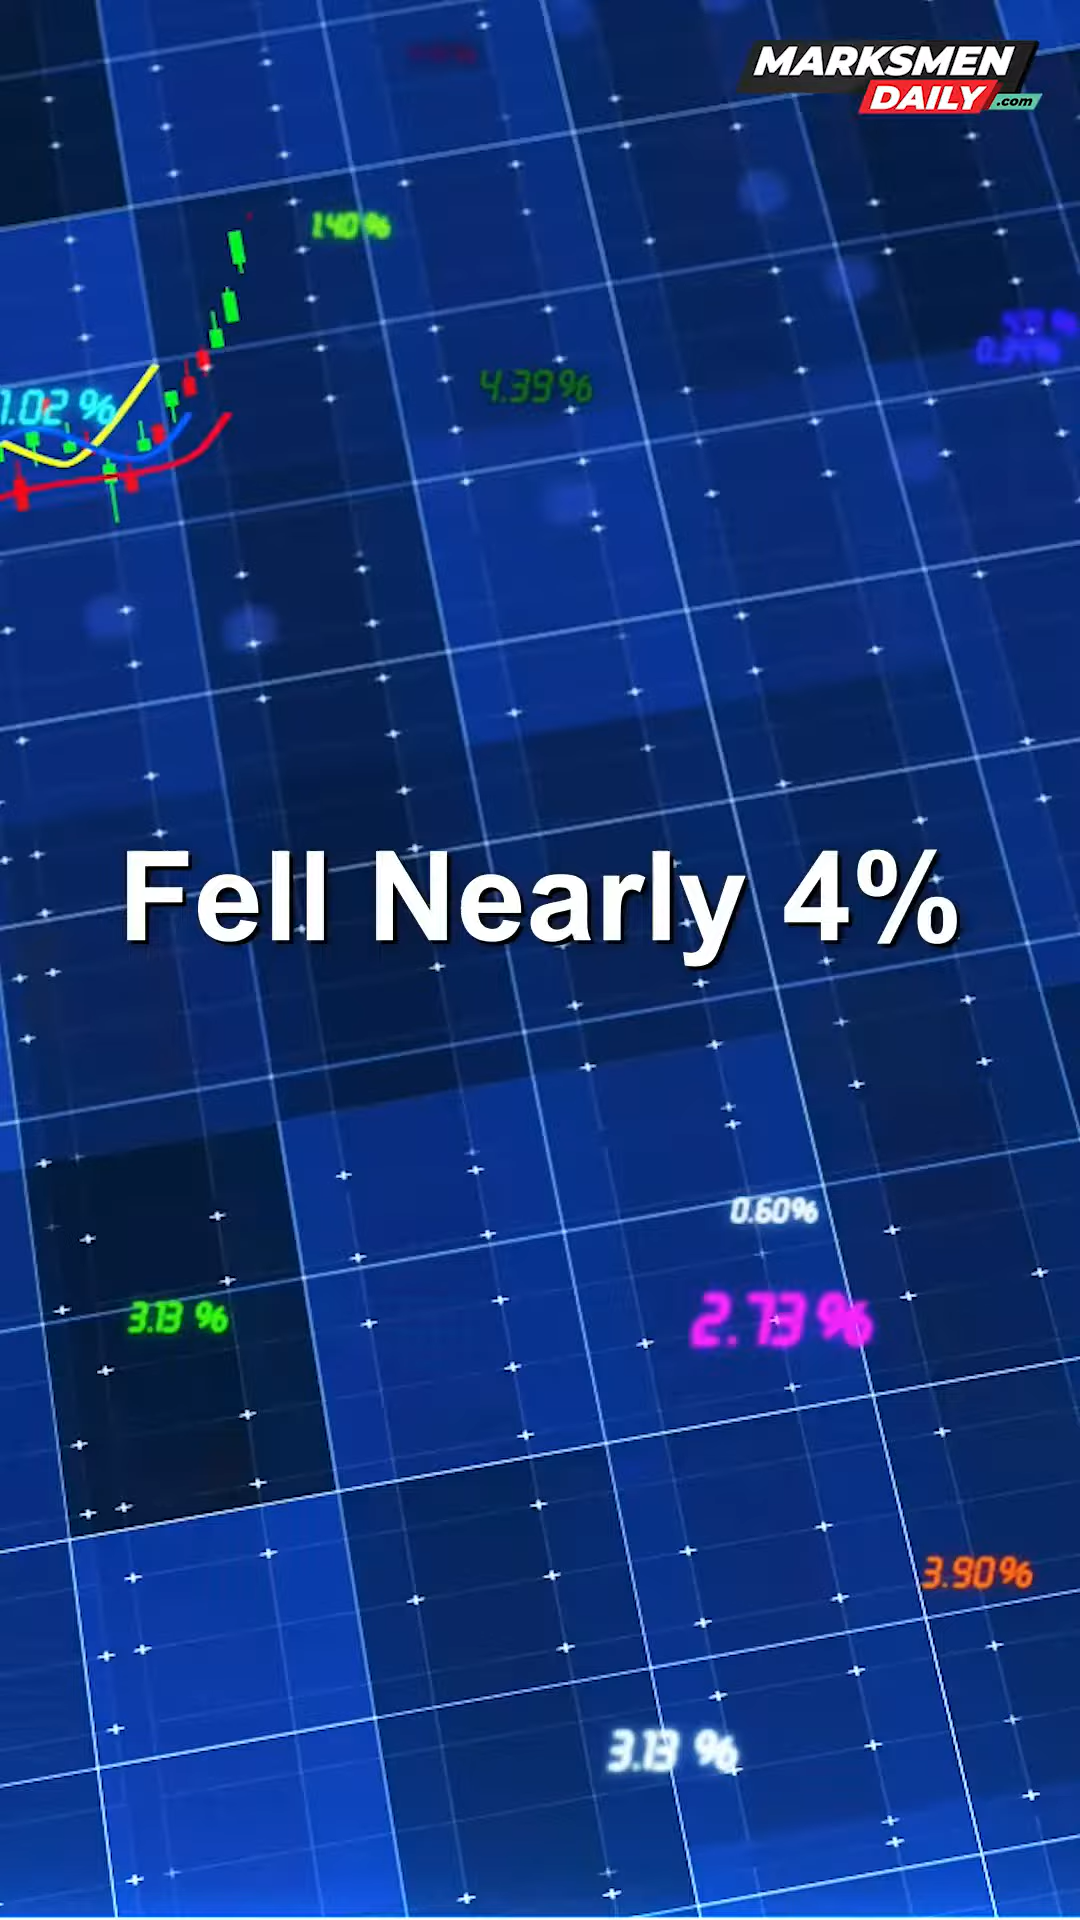 MARKSMEN
DAILY.com
1.40%
4.39%
1.02 %
Fell Nearly 4%
0.60%
3.13 %
2.73%
3.90%
3.13 %